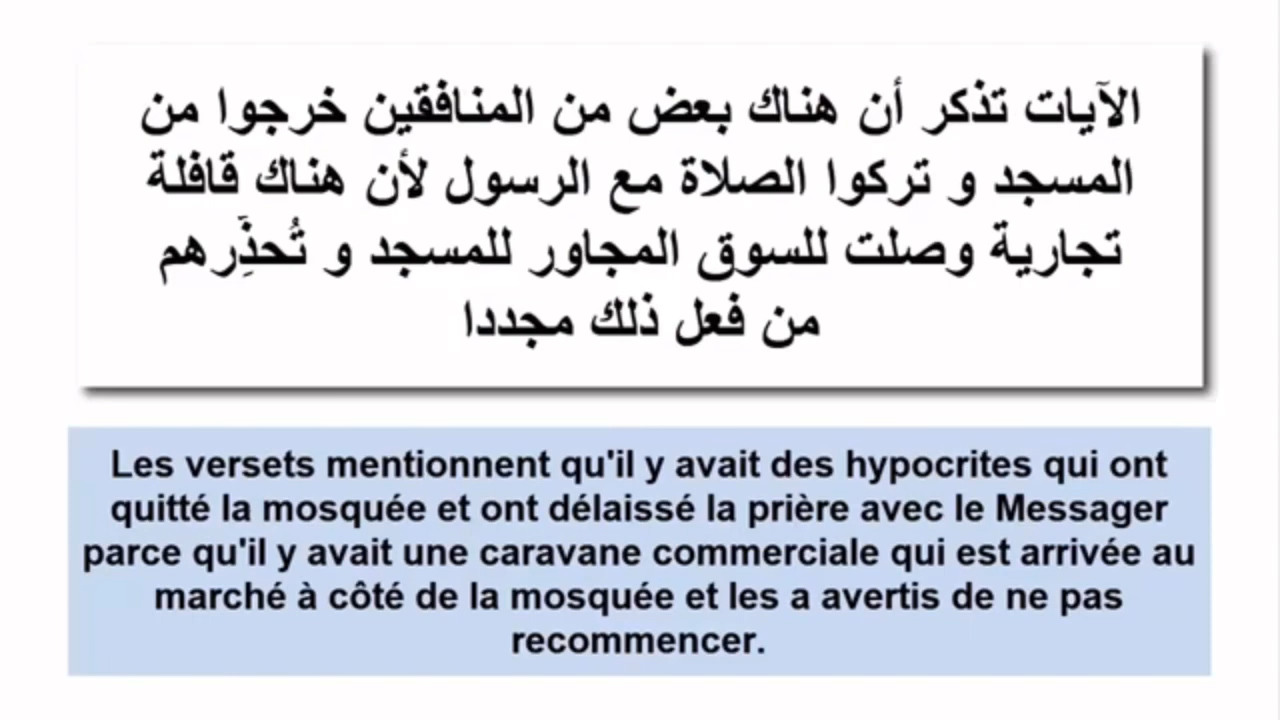 الآيات تذكر أن هناك بعض من المنافقين خرجوا من
المسجد و تركوا الصلاة مع الرسول لأن هناك قافلة
تجارية وصلت للسوق المجاور للمسجد و تُحذِّرهم
من فعل ذلك مجددا
Les versets mentionnent qu'il y avait des hypocrites qui ont
quitté la mosquée et ont délaissé la prière avec le Messager
parce qu'il y avait une caravane commerciale qui est arrivée au
marché à côté de la mosquée et les a avertis de ne pas
recommencer.